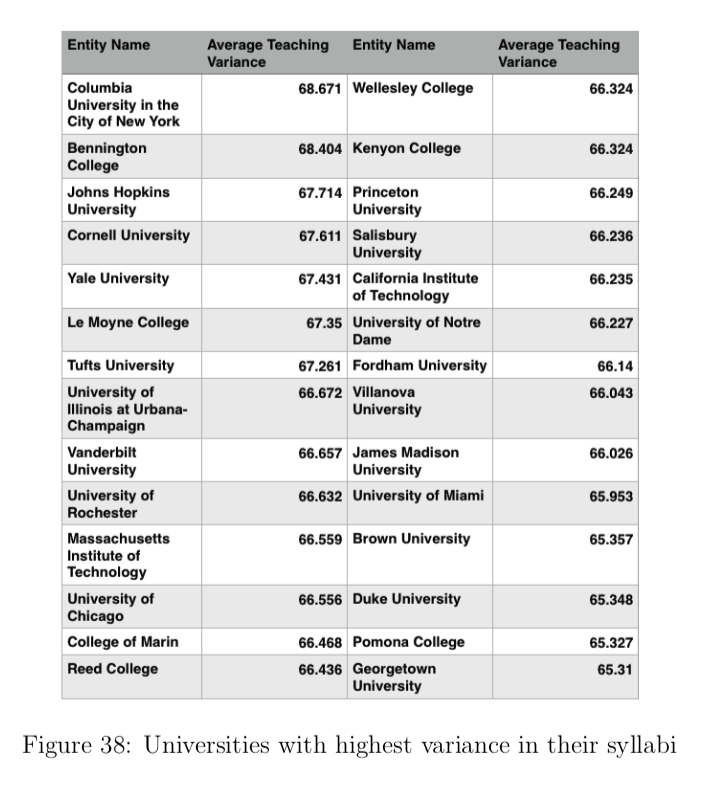 Entity Name Average Teaching Variance Entity Name Average Teaching Variance
Columbia University in the City of New York 68.671 Wellesley College 66.324
Bennington College 68.404 Kenyon College 66.324
Johns Hopkins University 67.714 Princeton University 66.249
Cornell University 67.611 Salisbury University 66.236
Yale University 67.431 California Institute of Technology 66.235
Le Moyne College 67.35 University of Notre Dame 66.227
Tufts University 67.261 Fordham University 66.14
University of Illinois at Urbana-Champaign 66.672 Villanova University 66.043
Vanderbilt University 66.657 James Madison University 66.026
University of Rochester 66.632 University of Miami 65.953
Massachusetts Institute of Technology 66.559 Brown University 65.357
University of Chicago 66.556 Duke University 65.348
College of Marin 66.468 Pomona College 65.327
Reed College 66.436 Georgetown University 65.31
Figure 38: Universities with highest variance in their syllabi